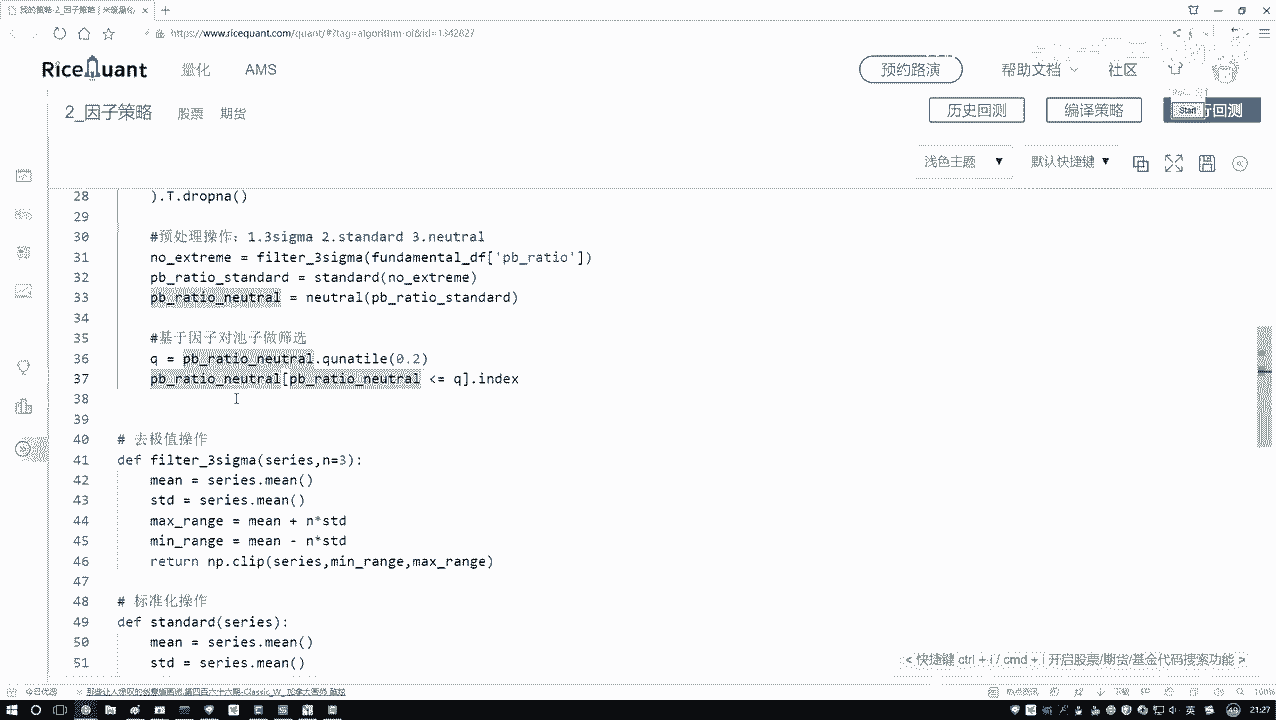 我的策略-2_因子策略
https://www.ricequant.com/quant/
RiceQuant
量化
AMS
预约路演
帮助文档
社区
2_因子策略
股票
期货
历史回测
编译策略
Start
行回测
浅色主题
默认快捷键
28 ).T.dropna()
29
30 #预处理操作：1.3sigma 2.standard 3.neutral
31 no_extreme = filter_3sigma(fundamental_df['pb_ratio'])
32 pb_ratio_standard = standard(no_extreme)
33 pb_ratio_neutral = neutral(pb_ratio_standard)
34
35 #基于因子对池子做筛选
36 q = pb_ratio_neutral.qunatile(0.2)
37 pb_ratio_neutral[pb_ratio_neutral <= q].index
38
39
40 # 去极值操作
41 def filter_3sigma(series,n=3):
42 mean = series.mean()
43 std = series.mean()
44 max_range = mean + n*std
45 min_range = mean - n*std
46 return np.clip(series,min_range,max_range)
47
48 # 标准化操作
49 def standard(series):
50 mean = series.mean()
51 std = series.mean()
< 快捷键 ctrl + i / cmd + i 开启股票/期货/基金代码搜索功能 >
今日优选
100%
英
21:27